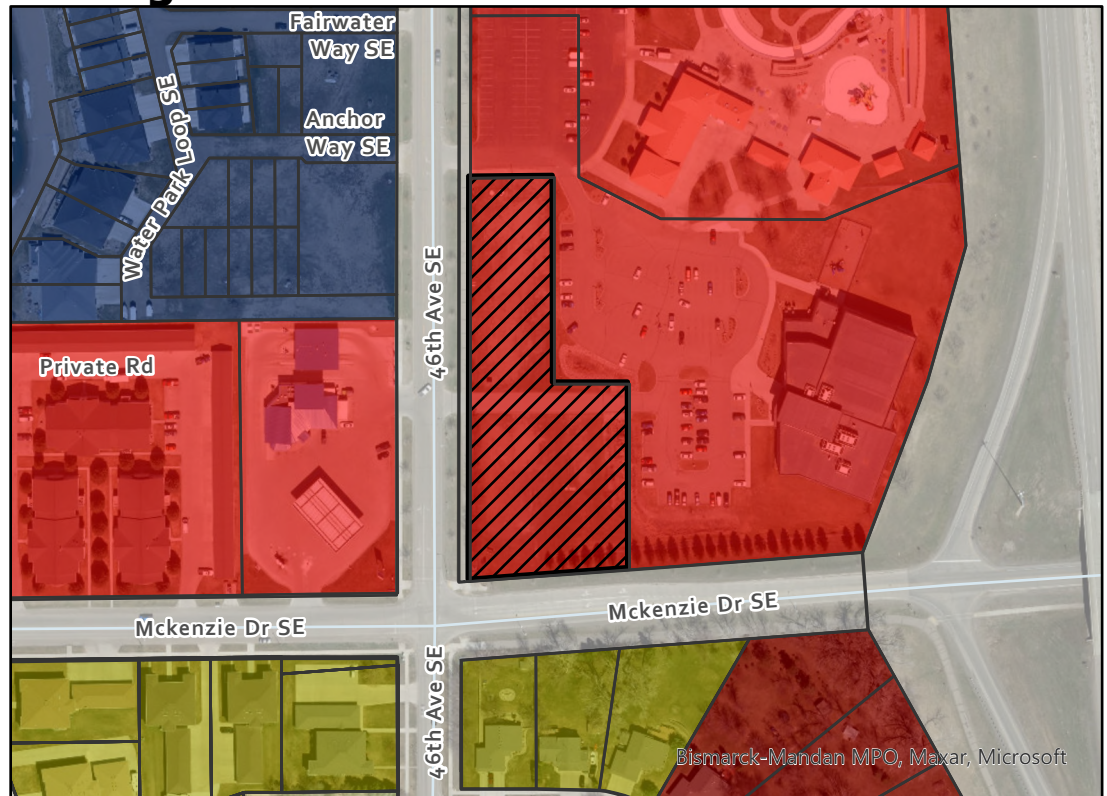 Fairwater
Way SE
Anchor
Way SE
Water Park Loop SE
46th Ave SE
Private Rd
Mckenzie Dr SE
Mckenzie Dr SE
46th Ave SE
Bismarck-Mandan MPO, Maxar, Microsoft